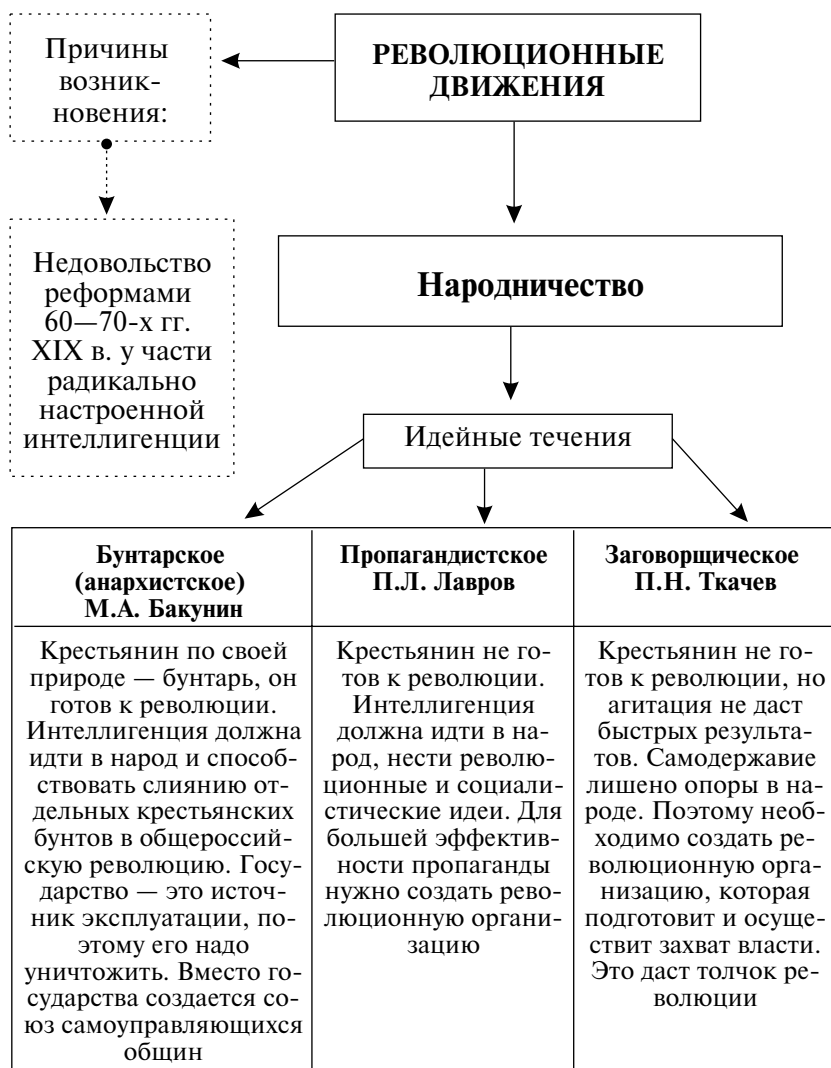 Причины
возник-
новения:
РЕВОЛЮЦИОННЫЕ
ДВИЖЕНИЯ
Недовольство
реформами
60—70-х гг.
XIX в. у части
радикально
настроенной
интеллигенции
Народничество
Идейные течения
Бунтарское
(анархистское)
М.А. Бакунин
Пропагандистское
П.Л. Лавров
Заговорщическое
П.Н. Ткачев
Крестьянин по своей
природе — бунтарь, он
готов к революции.
Интеллигенция должна
идти в народ и способ-
ствовать слиянию от-
дельных крестьянских
бунтов в общероссий-
скую революцию. Госу-
дарство — это источ-
ник эксплуатации, по-
этому его надо
уничтожить. Вместо го-
сударства создается со-
юз самоуправляющихся
общин
Крестьянин не го-
тов к революции.
Интеллигенция
должна идти в на-
род, нести револю-
ционные и социали-
стические идеи. Для
большей эффектив-
ности пропаганды
нужно создать рево-
люционную органи-
зацию
Крестьянин не го-
тов к революции, но
агитация не даст
быстрых результа-
тов. Самодержавие
лишено опоры в на-
роде. Поэтому необ-
ходимо создать ре-
волюционную орга-
низацию, которая
подготовит и осуще-
ствит захват власти.
Это даст толчок ре-
волюции